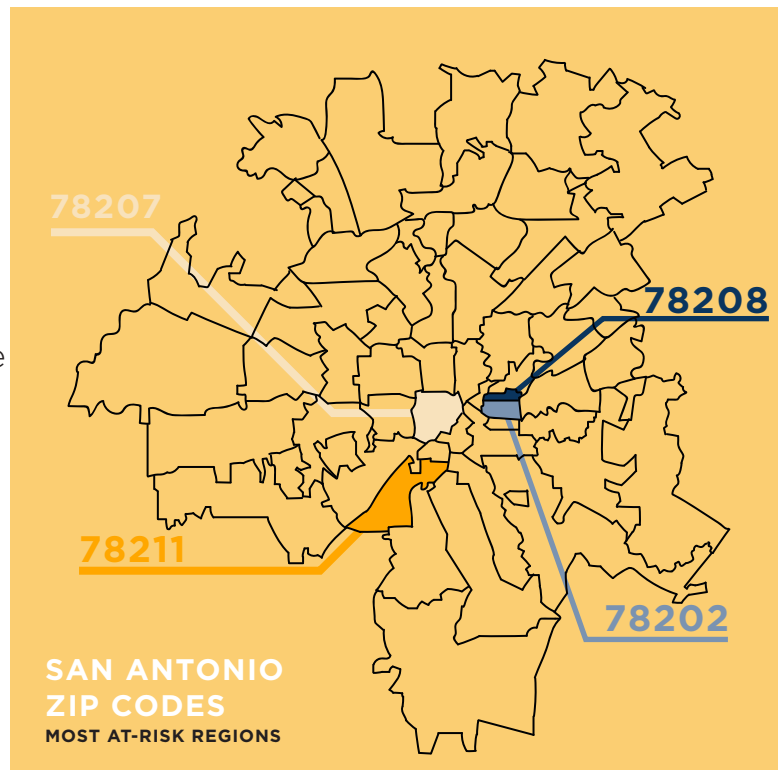 78207
78208
e
78211
78202
SAN ANTONIO
ZIP CODES
MOST AT-RISK REGIONS